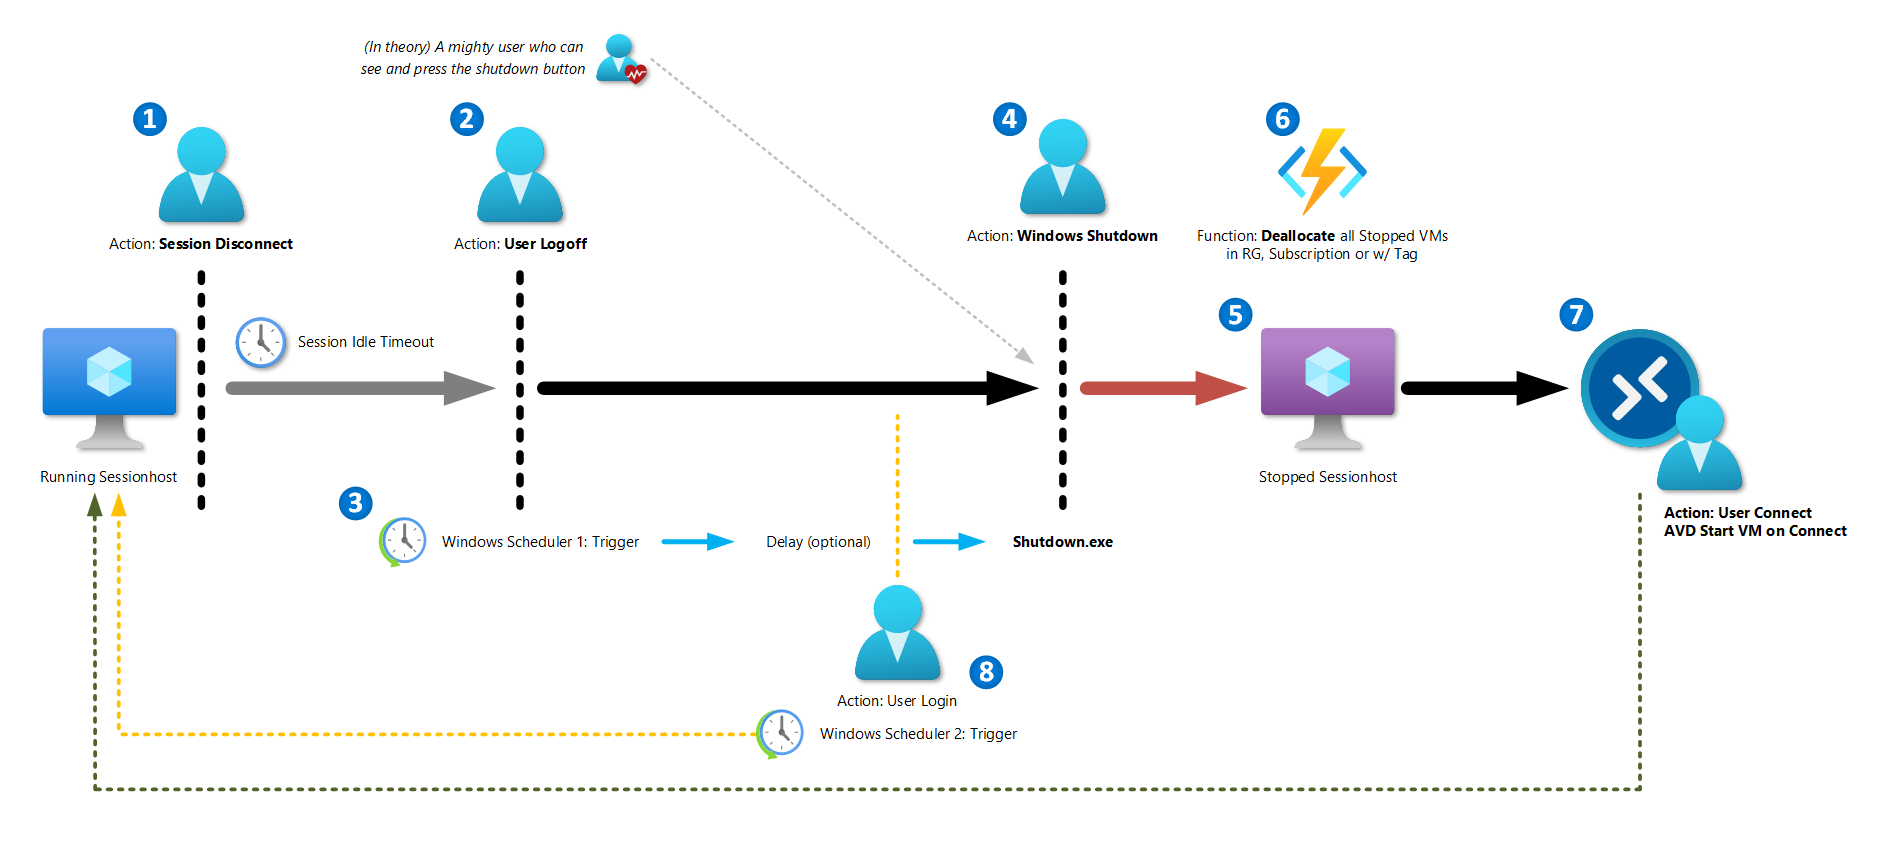 (In theory) A mighty user who can
see and press the shutdown button
1
2
4
6
Action: Session Disconnect
Action: User Logoff
Action: Windows Shutdown
Function: Deallocate all Stopped VMs
in RG, Subscription or w/ Tag
5
7
Session Idle Timeout
Running Sessionhost
Stopped Sessionhost
3
Windows Scheduler 1: Trigger
Delay (optional)
Shutdown.exe
Action: User Connect
AVD Start VM on Connect
8
Action: User Login
Windows Scheduler 2: Trigger